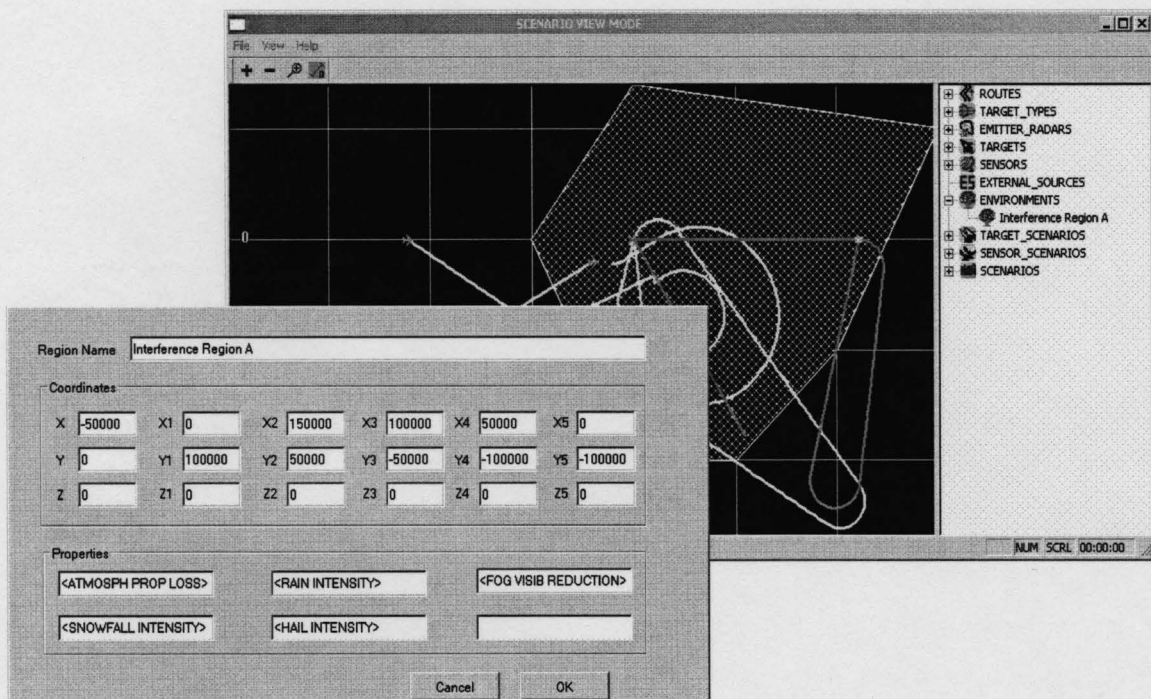 SCENARIO VIEW MODE
File View Help
ROUTES
TARGET_TYPES
EMITTER_RADARS
TARGETS
SENSORS
ES EXTERNAL_SOURCES
ENVIRONMENTS
Interference Region A
TARGET_SCENARIOS
SENSOR_SCENARIOS
SCENARIOS
0
NUM SCRL 00:00:00
Region Name Interference Region A
Coordinates
X -50000 X1 0 X2 150000 X3 100000 X4 50000 X5 0
Y 0 Y1 100000 Y2 50000 Y3 -50000 Y4 -100000 Y5 -100000
Z 0 Z1 0 Z2 0 Z3 0 Z4 0 Z5 0
Properties
<ATMOSPH PROP LOSS> <RAIN INTENSITY> <FOG VISIB REDUCTION>
<SNOWFALL INTENSITY> <HAIL INTENSITY>
Cancel OK